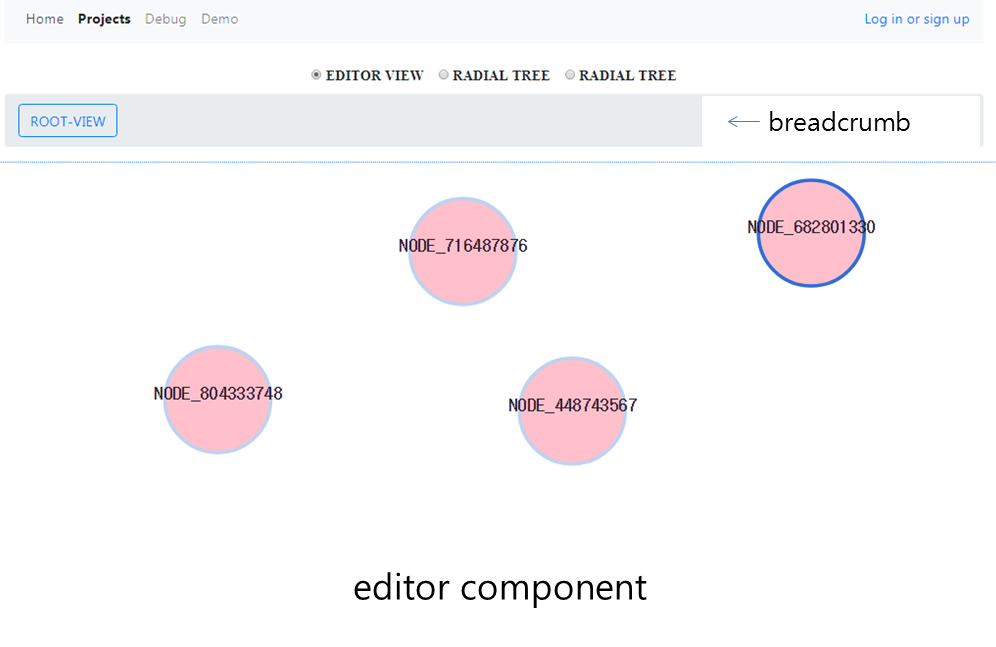 Home Projects Debug Demo Log in or sign up
EDITOR VIEW RADIAL TREE RADIAL TREE
ROOT-VIEW breadcrumb
NODE_682801330
NODE_716487876
NODE_804333748
NODE_448743567
editor component